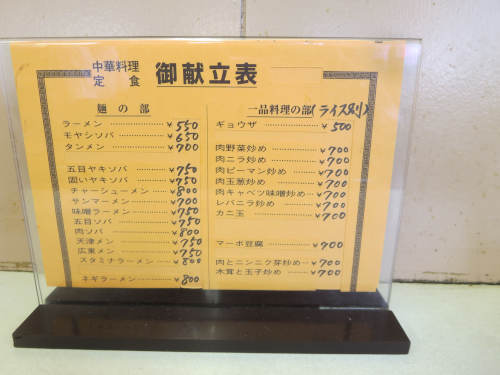 中華料理
定食
御献立表
麺の部
ラーメン ¥550
モヤシソバ ¥650
タンメン ¥700
五目ヤキソバ ¥750
固いヤキソバ ¥750
チャーシューメン ¥800
サンマーメン ¥700
味噌ラーメン ¥750
五目ソバ ¥750
肉ソバ ¥800
天津メン ¥750
広東メン ¥750
スタミナラーメン ¥800
ネギラーメン ¥800
一品料理の部(ライス別)
ギョウザ ¥500
肉野菜炒め ¥700
肉ニラ炒め ¥700
肉ピーマン炒め ¥700
肉玉葱炒め ¥700
肉キャベツ味噌炒め ¥700
レバニラ炒め ¥700
カニ玉 ¥700
マーボ豆腐 ¥700
肉とニンニク芽炒め ¥700
木茸と玉子炒め ¥700